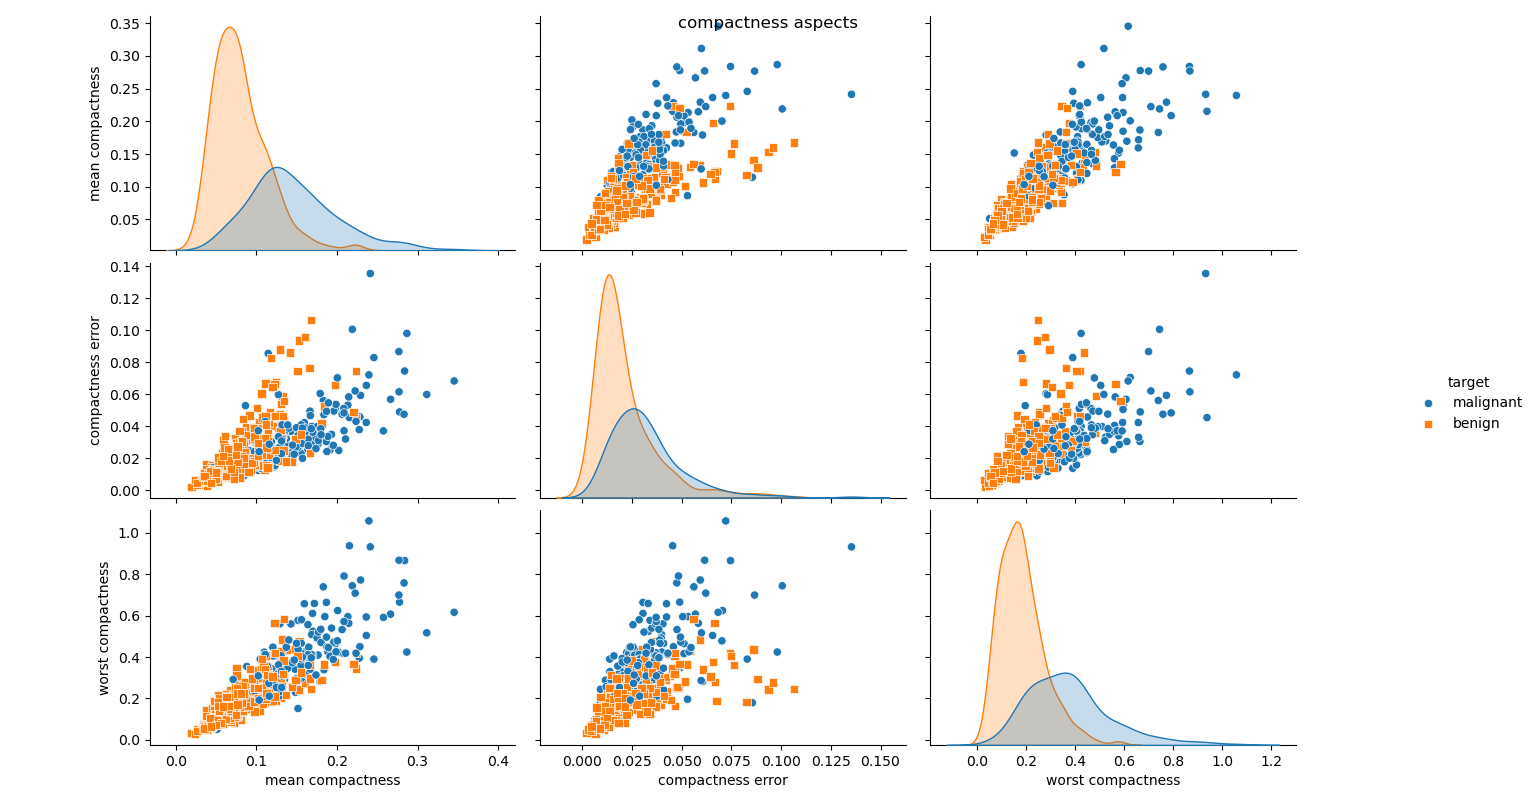 compactness aspects
0.35
0.30
0.25
0.20
0.15
0.10
0.05
mean compactness
0.14
0.12
0.10
0.08
0.06
0.04
0.02
0.00
compactness error
target
malignant
benign
1.0
0.8
0.6
0.4
0.2
0.0
worst compactness
0.0 0.1 0.2 0.3 0.4
mean compactness
0.000 0.025 0.050 0.075 0.100 0.125 0.150
compactness error
0.0 0.2 0.4 0.6 0.8 1.0 1.2
worst compactness